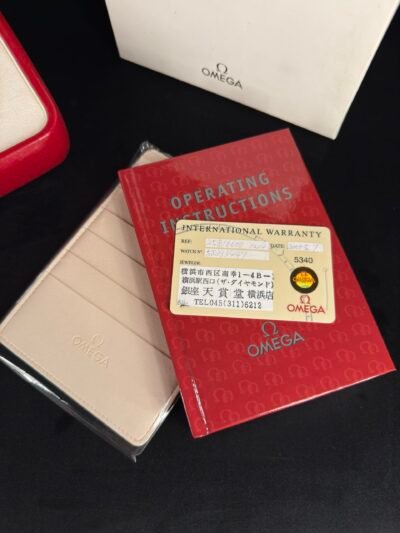 Ω
OMEGA
OPERATING
INSTRUCTIONS
INTERNATIONAL WARRANTY
REF:
DATE:
WATCH Nº
JEWELER:
5340
横浜市西区南幸1-4B-
横浜駅西口(ザ・ダイヤモンド)
銀座 天賞堂 横浜店
TEL045(311)6212
Ω
OMEGA
Ω
OMEGA
Ω
OMEGA